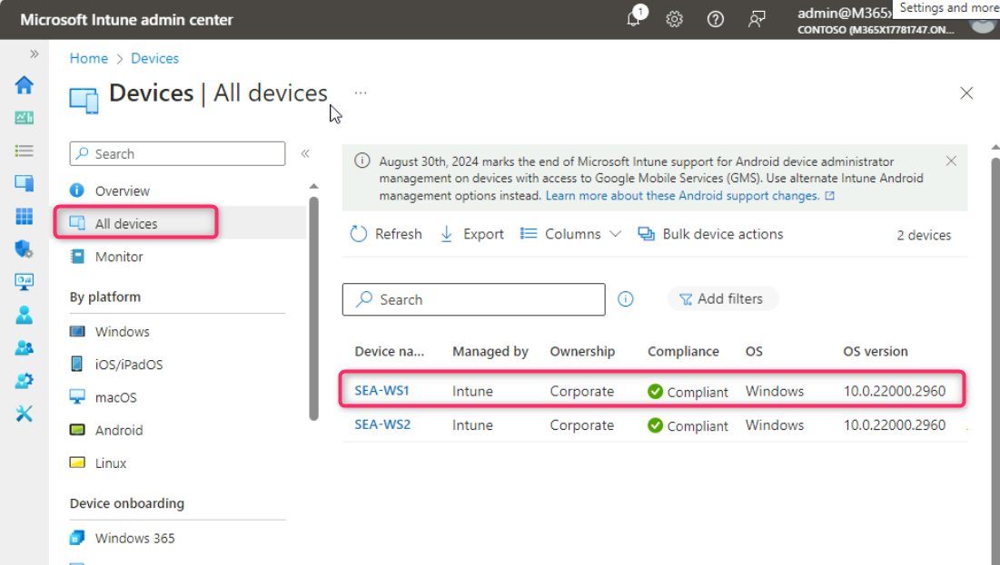 Microsoft Intune admin center
1
admin@M365x
Settings and more
CONTOSO (M365X17781747.ON...
Home > Devices
Devices | All devices ...
Search
Overview
All devices
Monitor
By platform
Windows
iOS/iPadOS
macOS
Android
Linux
Device onboarding
Windows 365
August 30th, 2024 marks the end of Microsoft Intune support for Android device administrator
management on devices with access to Google Mobile Services (GMS). Use alternate Intune Android
management options instead. Learn more about these Android support changes.
Refresh Export Columns Bulk device actions 2 devices
Search Add filters
Device na... Managed by Ownership Compliance OS OS version
SEA-WS1 Intune Corporate Compliant Windows 10.0.22000.2960
SEA-WS2 Intune Corporate Compliant Windows 10.0.22000.2960